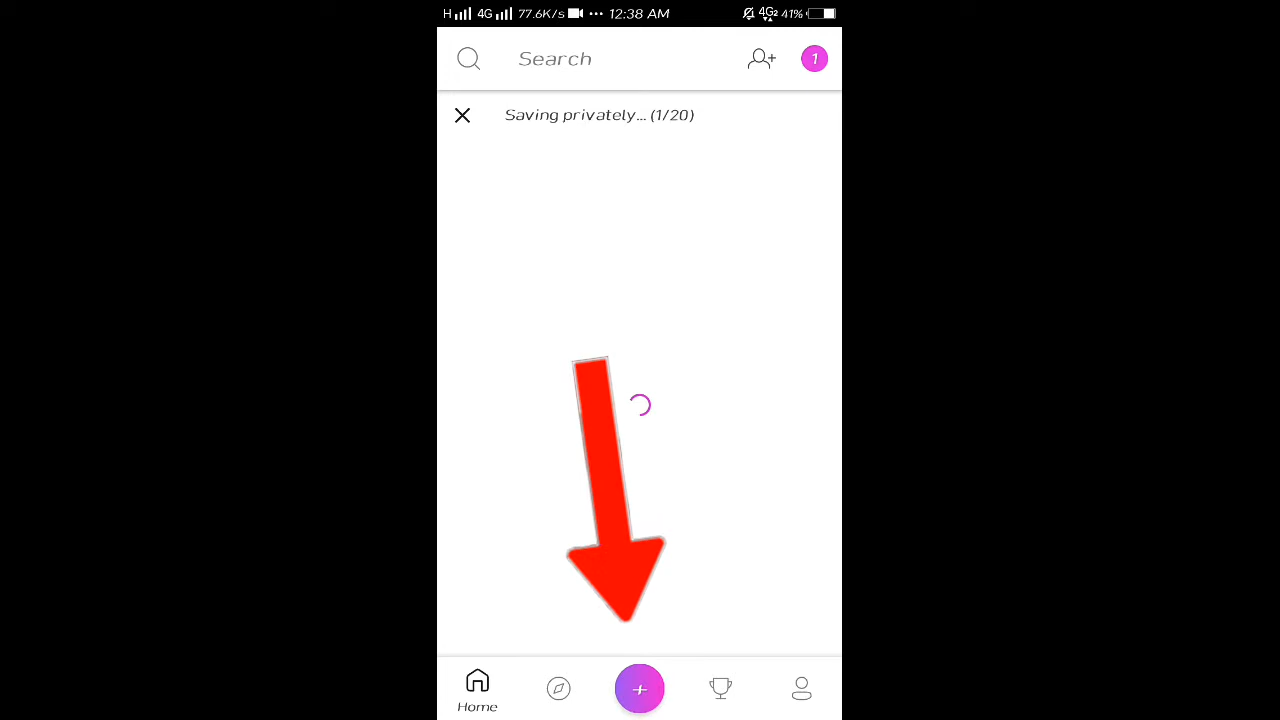 H 4G 77.6K/s ... 12:38 AM 4G2 41%
Search
1
Saving privately... (1/20)
+
Home